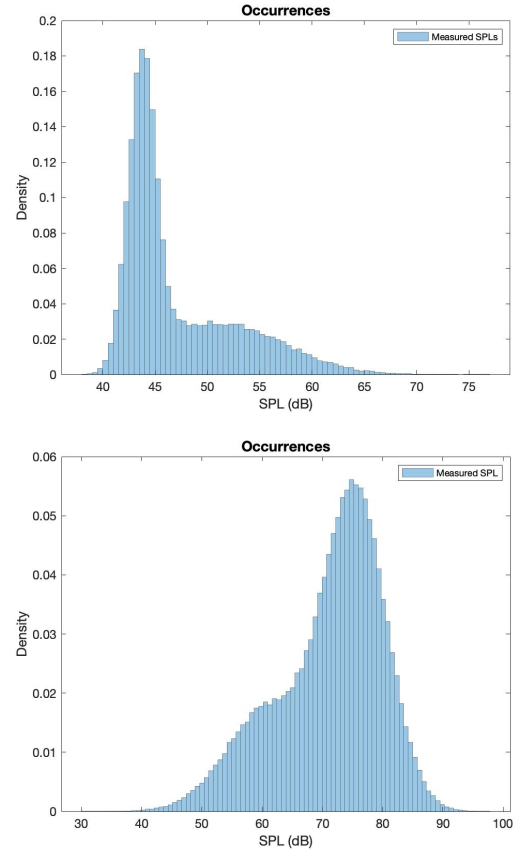 Occurrences
Measured SPLs
0.2
0.18
0.16
0.14
0.12
0.1
0.08
0.06
0.04
0.02
0
Density
40 45 50 55 60 65 70 75
SPL (dB)
Occurrences
Measured SPL
0.06
0.05
0.04
0.03
0.02
0.01
0
Density
30 40 50 60 70 80 90 100
SPL (dB)